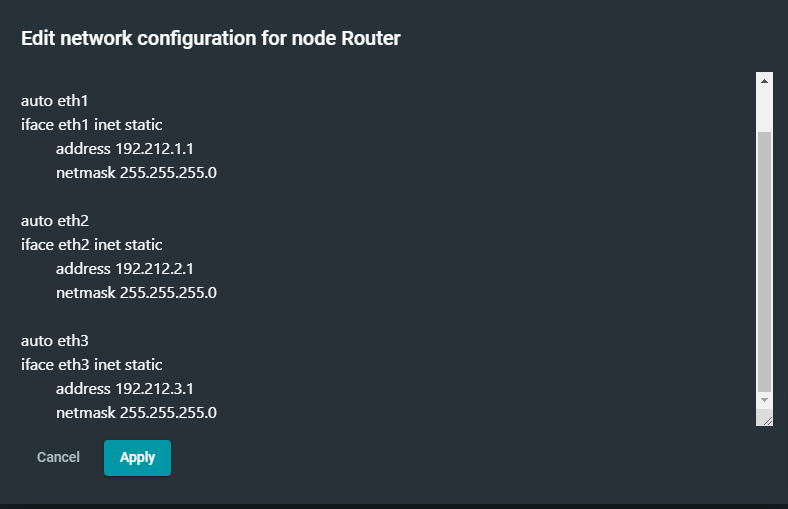 Edit network configuration for node Router
auto eth1
iface eth1 inet static
address 192.212.1.1
netmask 255.255.255.0
auto eth2
iface eth2 inet static
address 192.212.2.1
netmask 255.255.255.0
auto eth3
iface eth3 inet static
address 192.212.3.1
netmask 255.255.255.0
Cancel Apply